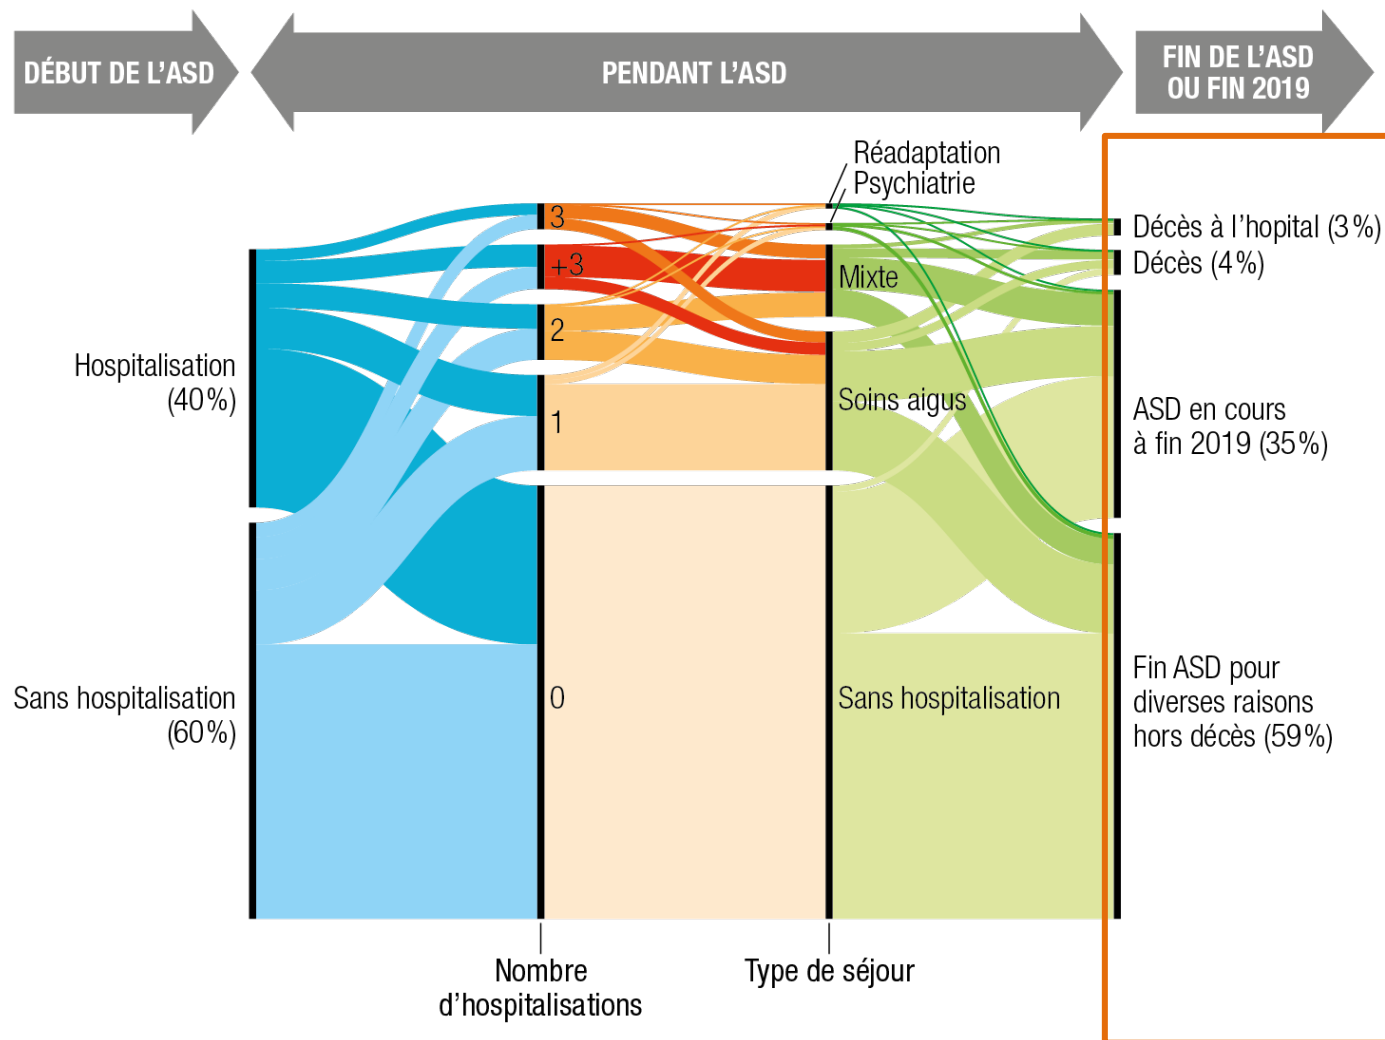 DÉBUT DE L’ASD
PENDANT L’ASD
FIN DE L’ASD
OU FIN 2019
Réadaptation
Psychiatrie
3
+3
2
1
0
Mixte
Soins aigus
Sans hospitalisation
Hospitalisation
(40%)
Sans hospitalisation
(60%)
Décès à l’hopital (3%)
Décès (4%)
ASD en cours
à fin 2019 (35%)
Fin ASD pour
diverses raisons
hors décès (59%)
Nombre
d’hospitalisations
Type de séjour